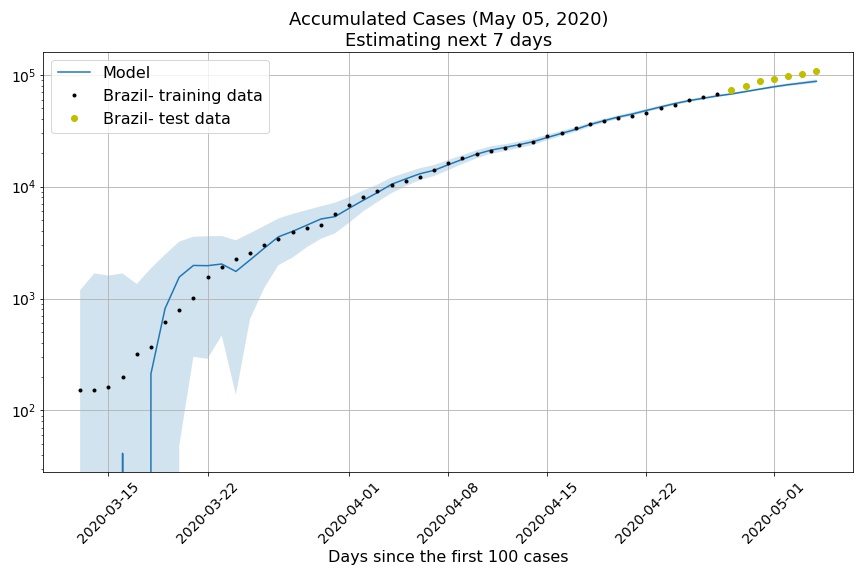 Accumulated Cases (May 05, 2020)
Estimating next 7 days
Model
Brazil- training data
Brazil- test data
10⁵
10⁴
10³
10²
2020-03-15
2020-03-22
2020-04-01
2020-04-08
2020-04-15
2020-04-22
2020-05-01
Days since the first 100 cases